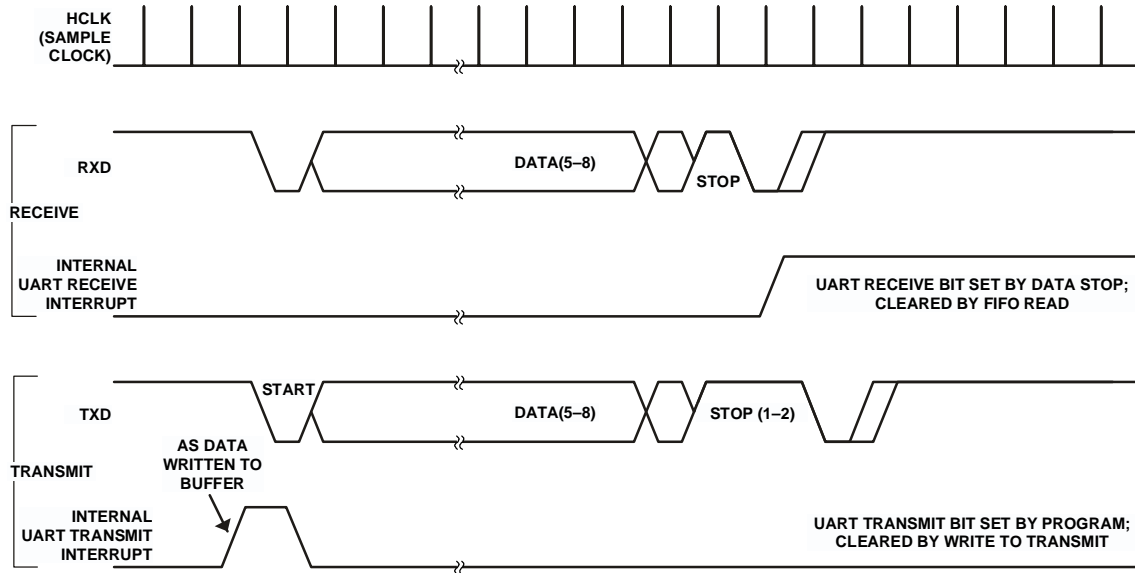 HCLK
(SAMPLE
CLOCK)
RXD
DATA(5–8)
STOP
RECEIVE
INTERNAL
UART RECEIVE
INTERRUPT
UART RECEIVE BIT SET BY DATA STOP;
CLEARED BY FIFO READ
START
TXD
DATA(5–8)
STOP (1–2)
AS DATA
WRITTEN TO
BUFFER
TRANSMIT
INTERNAL
UART TRANSMIT
INTERRUPT
UART TRANSMIT BIT SET BY PROGRAM;
CLEARED BY WRITE TO TRANSMIT